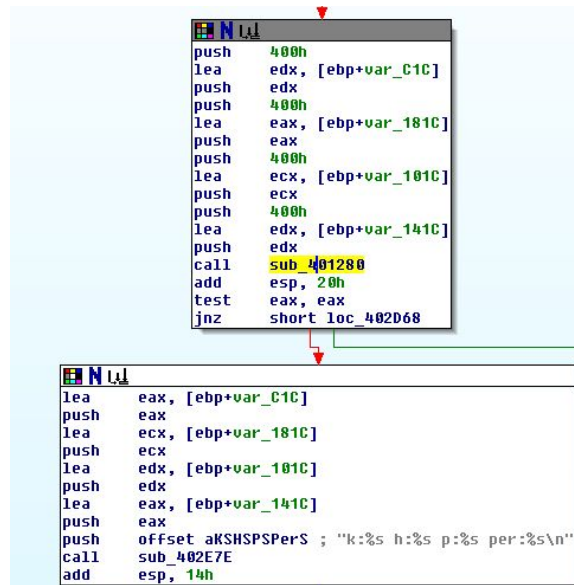 push 400h
lea edx, [ebp+var_C1C]
push edx
push 400h
lea eax, [ebp+var_181C]
push eax
push 400h
lea ecx, [ebp+var_101C]
push ecx
push 400h
lea edx, [ebp+var_141C]
push edx
call sub_401280
add esp, 20h
test eax, eax
jnz short loc_402D68
lea eax, [ebp+var_C1C]
push eax
lea ecx, [ebp+var_181C]
push ecx
lea edx, [ebp+var_101C]
push edx
lea eax, [ebp+var_141C]
push eax
push offset aKSHSPSPerS ; "k:%s h:%s p:%s per:%s\n"
call sub_402E7E
add esp, 14h